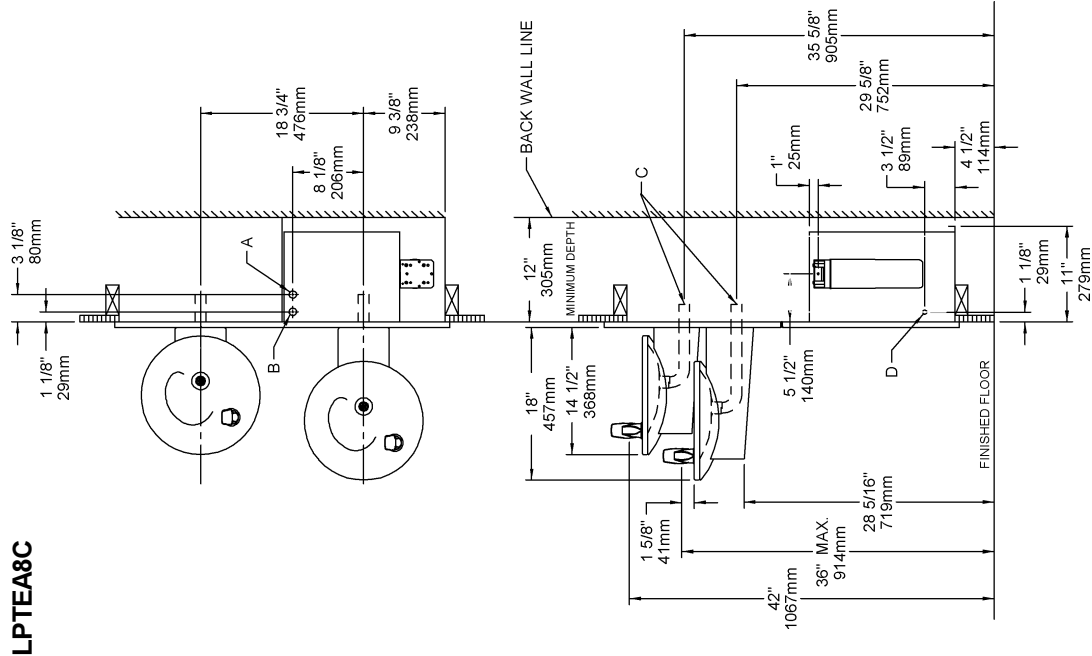 LPTEA8C
3 1/8"
80mm
1 1/8"
29mm
A
B
18 3/4"
476mm
8 1/8"
206mm
9 3/8"
238mm
BACK WALL LINE
12"
305mm
MINIMUM DEPTH
C
35 5/8"
905mm
29 5/8"
752mm
1"
25mm
3 1/2"
89mm
4 1/2"
114mm
1 1/8"
29mm
11"
279mm
18"
457mm
14 1/2"
368mm
5 1/2"
140mm
D
FINISHED FLOOR
1 5/8"
41mm
28 5/16"
719mm
36" MAX.
914mm
42"
1067mm